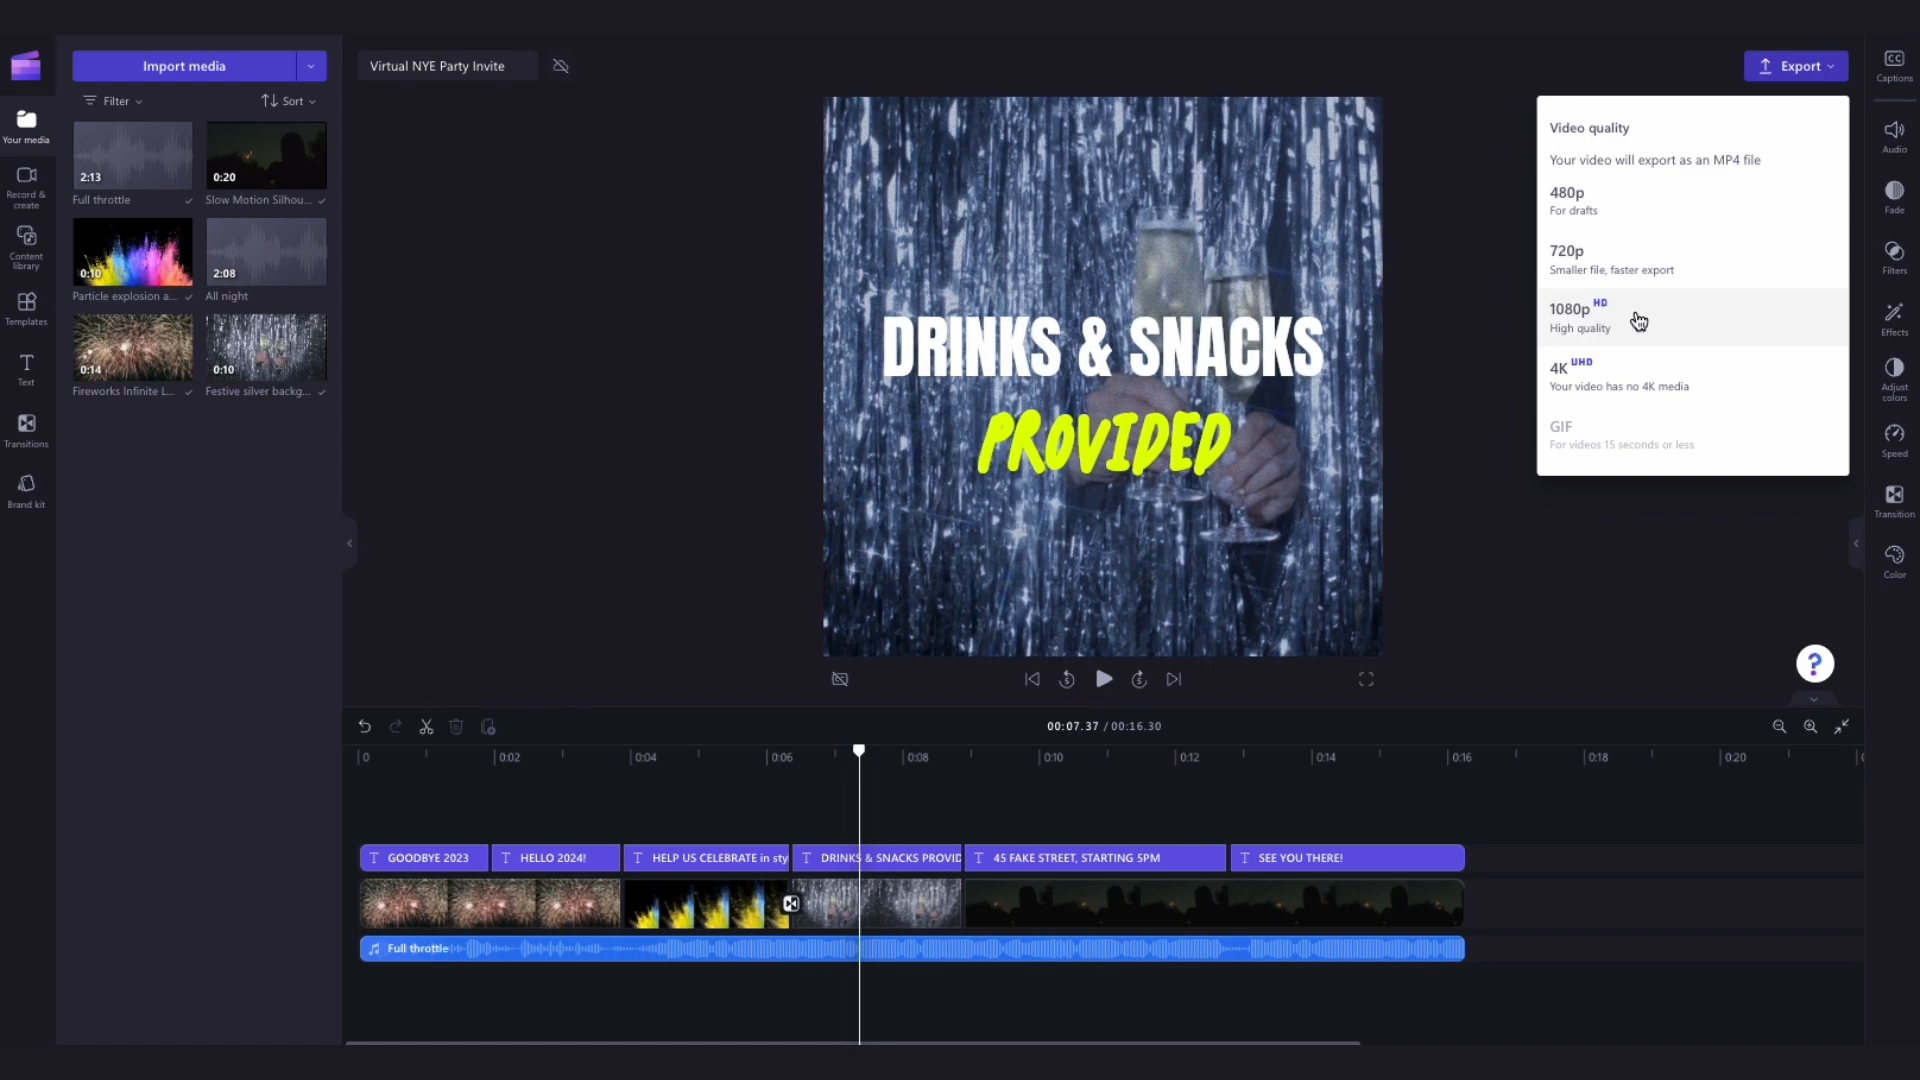 Import media
Virtual NYE Party Invite
Export
Filter
Sort
Your media
Record &
create
Content
library
Templates
Text
Transitions
Brand kit
2:13
Full throttle
0:20
Slow Motion Silhou...
0:10
Particle explosion a...
2:08
All night
0:14
Fireworks Infinite L...
0:10
Festive silver backg...
DRINKS & SNACKS
PROVIDED
Video quality
Your video will export as an MP4 file
480p
For drafts
720p
Smaller file, faster export
1080p HD
High quality
4K UHD
Your video has no 4K media
GIF
For videos 15 seconds or less
CC
Captions
Audio
Fade
Filters
Effects
Adjust
colors
Speed
Transition
Color
5
5
?
00:07.37 / 00:16.30
0
0:02
0:04
0:06
0:08
0:10
0:12
0:14
0:16
0:18
0:20
T GOODBYE 2023
T HELLO 2024!
T HELP US CELEBRATE in sty
T DRINKS & SNACKS PROVID
T 45 FAKE STREET, STARTING 5PM
T SEE YOU THERE!
Full throttle